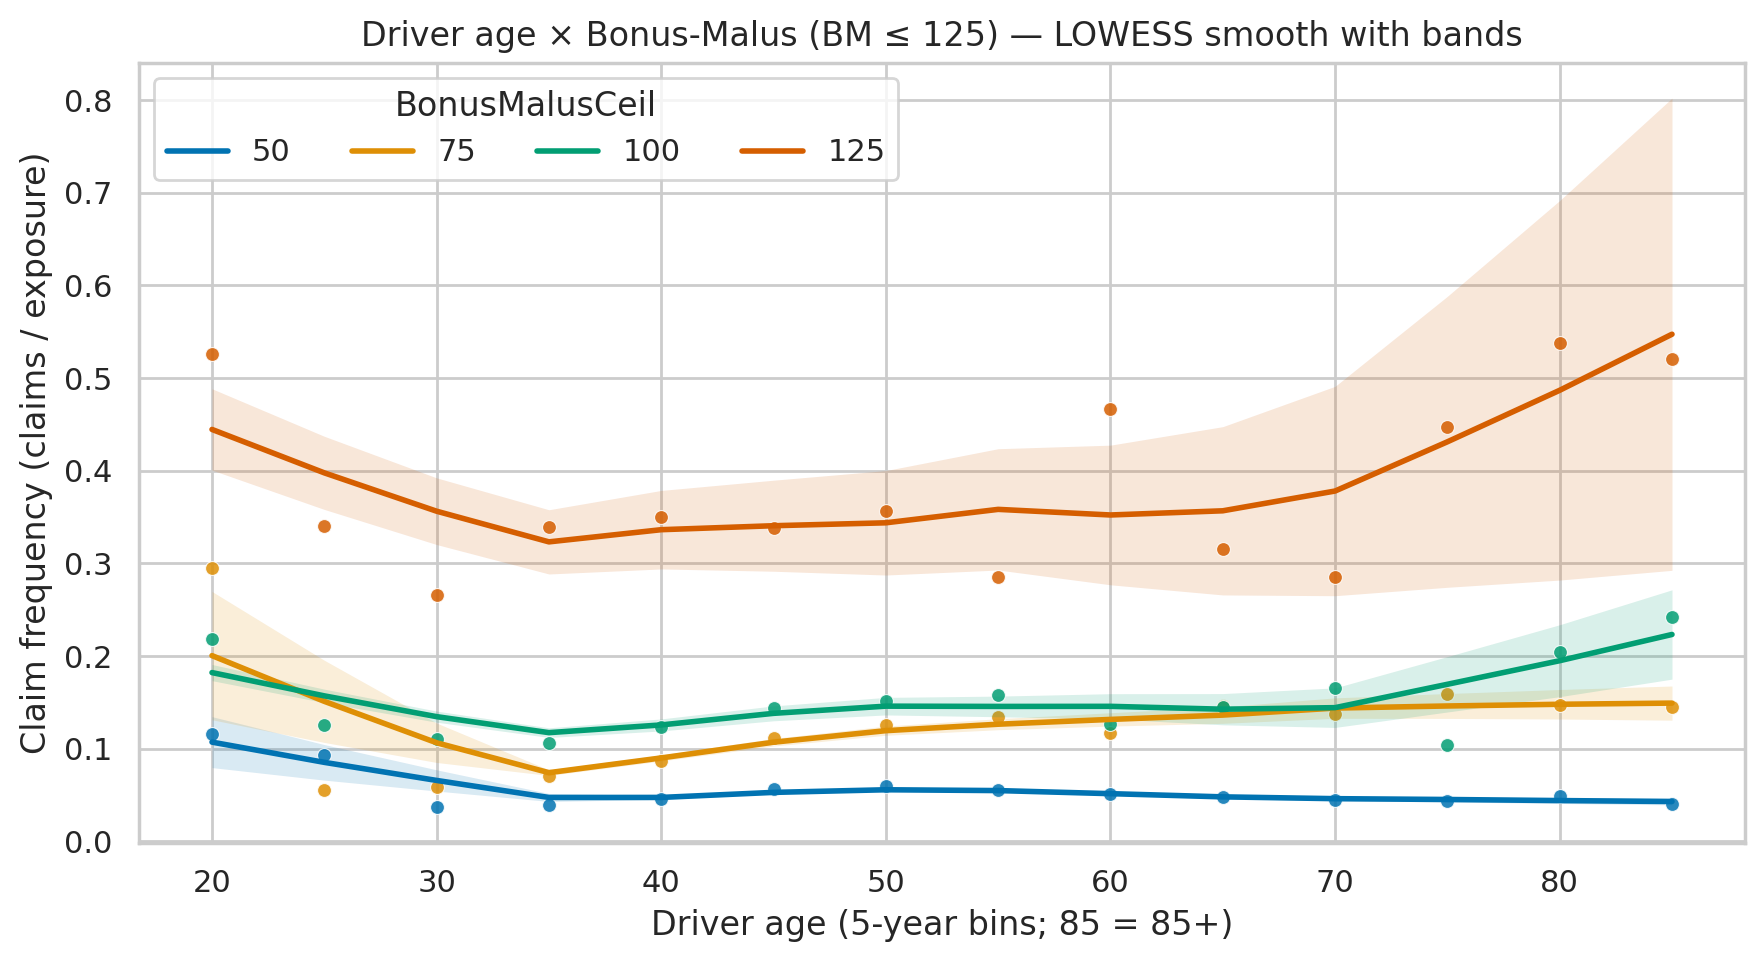 Driver age × Bonus-Malus (BM ≤ 125) — LOWESS smooth with bands
BonusMalusCeil
50 75 100 125
Claim frequency (claims / exposure)
0.8
0.7
0.6
0.5
0.4
0.3
0.2
0.1
0.0
20 30 40 50 60 70 80
Driver age (5-year bins; 85 = 85+)